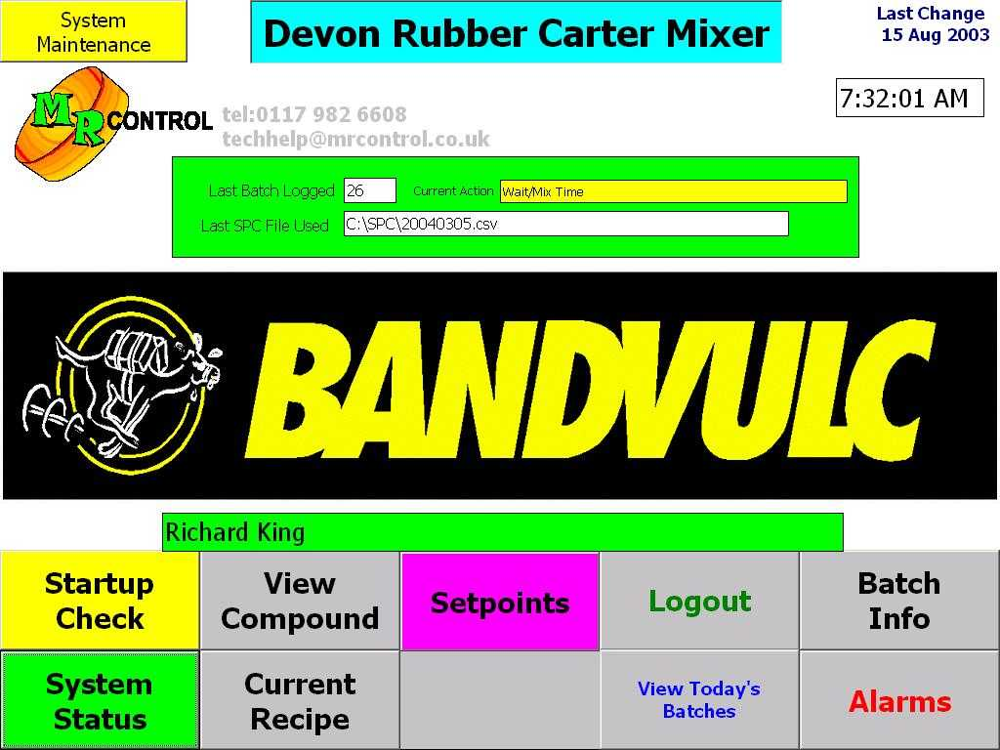 System
Maintenance
Devon Rubber Carter Mixer
Last Change
15 Aug 2003
7:32:01 AM
MR CONTROL
tel:0117 982 6608
techhelp@mrcontrol.co.uk
Last Batch Logged 26 Current Action Wait/Mix Time
Last SPC File Used C:\SPC\20040305.csv
BANDVULC
Richard King
Startup
Check
View
Compound
Setpoints
Logout
Batch
Info
System
Status
Current
Recipe
View Today's
Batches
Alarms